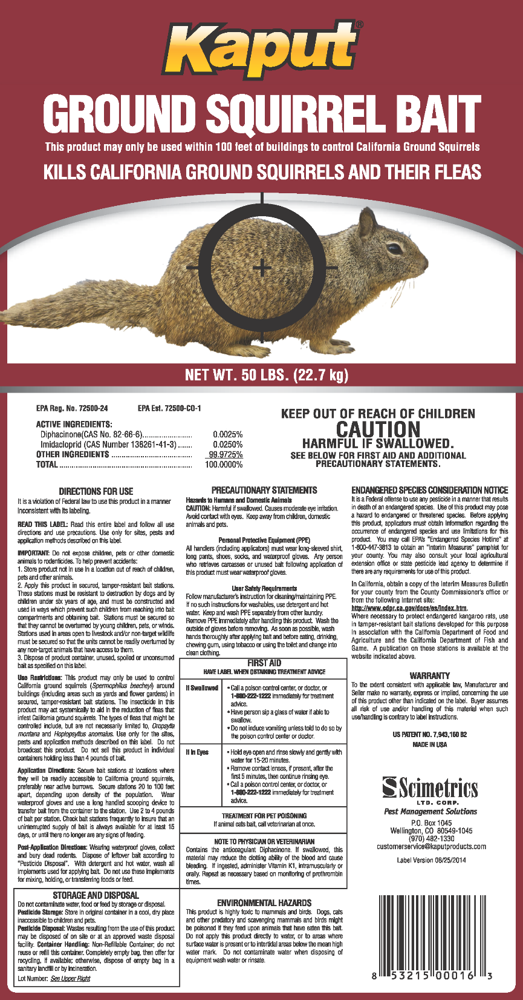 Kaput®
GROUND SQUIRREL BAIT
This product may only be used within 100 feet of buildings to control California Ground Squirrels
KILLS CALIFORNIA GROUND SQUIRRELS AND THEIR FLEAS
NET WT. 50 LBS. (22.7 kg)
EPA Reg. No. 72500-24 EPA Est. 72500-CO-1
ACTIVE INGREDIENTS:
Diphacinone(CAS No. 82-66-6)........................ 0.0025%
Imidacloprid (CAS Number 138261-41-3)....... 0.0250%
OTHER INGREDIENTS ....................................... 99.9725%
TOTAL ................................................................ 100.0000%
KEEP OUT OF REACH OF CHILDREN
CAUTION
HARMFUL IF SWALLOWED.
SEE BELOW FOR FIRST AID AND ADDITIONAL
PRECAUTIONARY STATEMENTS.
DIRECTIONS FOR USE
It is a violation of Federal law to use this product in a manner
inconsistent with its labeling.
READ THIS LABEL: Read this entire label and follow all use
directions and use precautions. Use only for sites, pests and
application methods described on this label.
IMPORTANT: Do not expose children, pets or other domestic
animals to rodenticides. To help prevent accidents:
1. Store product not in use in a location out of reach of children,
pets and other animals.
2. Apply this product in secured, tamper-resistant bait stations.
These stations must be resistant to destruction by dogs and by
children under six years of age, and must be constructed and
used in ways which prevent such children from reaching into bait
compartments and obtaining bait. Stations must be secured so
that they cannot be overturned by young children, pets, or winds.
Stations used in areas open to livestock and/or non-target wildlife
must be secured so that the units cannot be readily overturned by
any non-target animals that have access to them.
3. Dispose of product container, unused, spoiled or unconsumed
bait as specified on this label.
Use Restrictions: This product may only be used to control
California ground squirrels (Spermophilus beecheyi) around
buildings (including areas such as yards and flower gardens) in
secured, tamper-resistant bait stations. The insecticide in this
product may act systemically to aid in the reduction of fleas that
infest California ground squirrels. The types of fleas that might be
controlled include, but are not necessarily limited to, Oropsylla
montana and Hoplopsyllus anomalus. Use only for the sites,
pests and application methods described on this label. Do not
broadcast this product. Do not sell this product in individual
containers holding less than 4 pounds of bait.
Application Directions: Secure bait stations at locations where
they will be readily accessible to California ground squirrels,
preferably near active burrows. Secure stations 20 to 100 feet
apart, depending upon density of the population. Wear
waterproof gloves and use a long handled scooping device to
transfer bait from the container to the station. Use 2 to 4 pounds
of bait per station. Check bait stations frequently to insure that an
uninterrupted supply of bait is always available for at least 15
days, or until there no longer are any signs of feeding.
Post-Application Directions: Wearing waterproof gloves, collect
and bury dead rodents. Dispose of leftover bait according to
"Pesticide Disposal". With detergent and hot water, wash all
implements used for applying bait. Do not use these implements
for mixing, holding, or transferring foods or feed.
STORAGE AND DISPOSAL
Do not contaminate water, food or feed by storage or disposal.
Pesticide Storage: Store in original container in a cool, dry place
inaccessible to children and pets.
Pesticide Disposal: Wastes resulting from the use of this product
may be disposed of on site or at an approved waste disposal
facility. Container Handling: Non-Refillable Container; do not
reuse or refill this container. Completely empty bag, then offer for
recycling, if available; otherwise, dispose of empty bag in a
sanitary landfill or by incineration.
Lot Number: See Upper Right
PRECAUTIONARY STATEMENTS
Hazards to Humans and Domestic Animals
CAUTION: Harmful if swallowed. Causes moderate eye irritation.
Avoid contact with eyes. Keep away from children, domestic
animals and pets.
Personal Protective Equipment (PPE)
All handlers (including applicators) must wear long-sleeved shirt,
long pants, shoes, socks, and waterproof gloves. Any person
who retrieves carcasses or unused bait following application of
this product must wear waterproof gloves.
User Safety Requirements
Follow manufacturer's instruction for cleaning/maintaining PPE.
If no such instructions for washables, use detergent and hot
water. Keep and wash PPE separately from other laundry.
Remove PPE immediately after handling this product. Wash the
outside of gloves before removing. As soon as possible, wash
hands thoroughly after applying bait and before eating, drinking,
chewing gum, using tobacco or using the toilet and change into
clean clothing.
FIRST AID
HAVE LABEL WHEN OBTAINING TREATMENT ADVICE
If Swallowed
• Call a poison control center, or doctor, or
1-800-222-1222 immediately for treatment
advice.
• Have person sip a glass of water if able to
swallow.
• Do not induce vomiting unless told to do so by
the poison control center or doctor.
If in Eyes
• Hold eye open and rinse slowly and gently with
water for 15-20 minutes.
• Remove contact lenses, if present, after the
first 5 minutes, then continue rinsing eye.
• Call a poison control center, or doctor, or
1-800-222-1222 immediately for treatment
advice.
TREATMENT FOR PET POISONING
If animal eats bait, call veterinarian at once.
NOTE TO PHYSICIAN OR VETERINARIAN
Contains the anticoagulant Diphacinone. If swallowed, this
material may reduce the clotting ability of the blood and cause
bleeding. If ingested, administer Vitamin K1, intramuscularly or
orally. Repeat as necessary based on monitoring of prothrombin
times.
ENVIRONMENTAL HAZARDS
This product is highly toxic to mammals and birds. Dogs, cats
and other predatory and scavenging mammals and birds might
be poisoned if they feed upon animals that have eaten this bait.
Do not apply this product directly to water, or to areas where
surface water is present or to intertidal areas below the mean high
water mark. Do not contaminate water when disposing of
equipment wash water or rinsate.
ENDANGERED SPECIES CONSIDERATION NOTICE
It is a Federal offense to use any pesticide in a manner that results
in death of an endangered species. Use of this product may pose
a hazard to endangered or threatened species. Before applying
this product, applicators must obtain information regarding the
occurrence of endangered species and use limitations for this
product. You may call EPA's "Endangered Species Hotline" at
1-800-447-3813 to obtain an "Interim Measures" pamphlet for
your county. You may also consult your local agricultural
extension office or state pesticide lead agency to determine if
there are any requirements for use of this product.
In California, obtain a copy of the Interim Measures Bulletin
for your county from the County Commissioner's office or
from the following Internet site:
http://www.cdpr.ca.gov/docs/es/index.htm.
Where necessary to protect endangered kangaroo rats, use
in tamper-resistant bait stations developed for this purpose
in association with the California Department of Food and
Agriculture and the California Department of Fish and
Game. A publication on those stations is available at the
website indicated above.
WARRANTY
To the extent consistent with applicable law, Manufacturer and
Seller make no warranty, express or implied, concerning the use
of this product other than indicated on the label. Buyer assumes
all risk of use and/or handling of this material when such
use/handling is contrary to label instructions.
US PATENT NO. 7,943,160 B2
MADE IN USA
Scimetrics
LTD. CORP.
Pest Management Solutions
P.O. Box 1045
Wellington, CO 80549-1045
(970) 482-1330
customerservice@kaputproducts.com
Label Version 08/25/2014
8 53215 00016 3